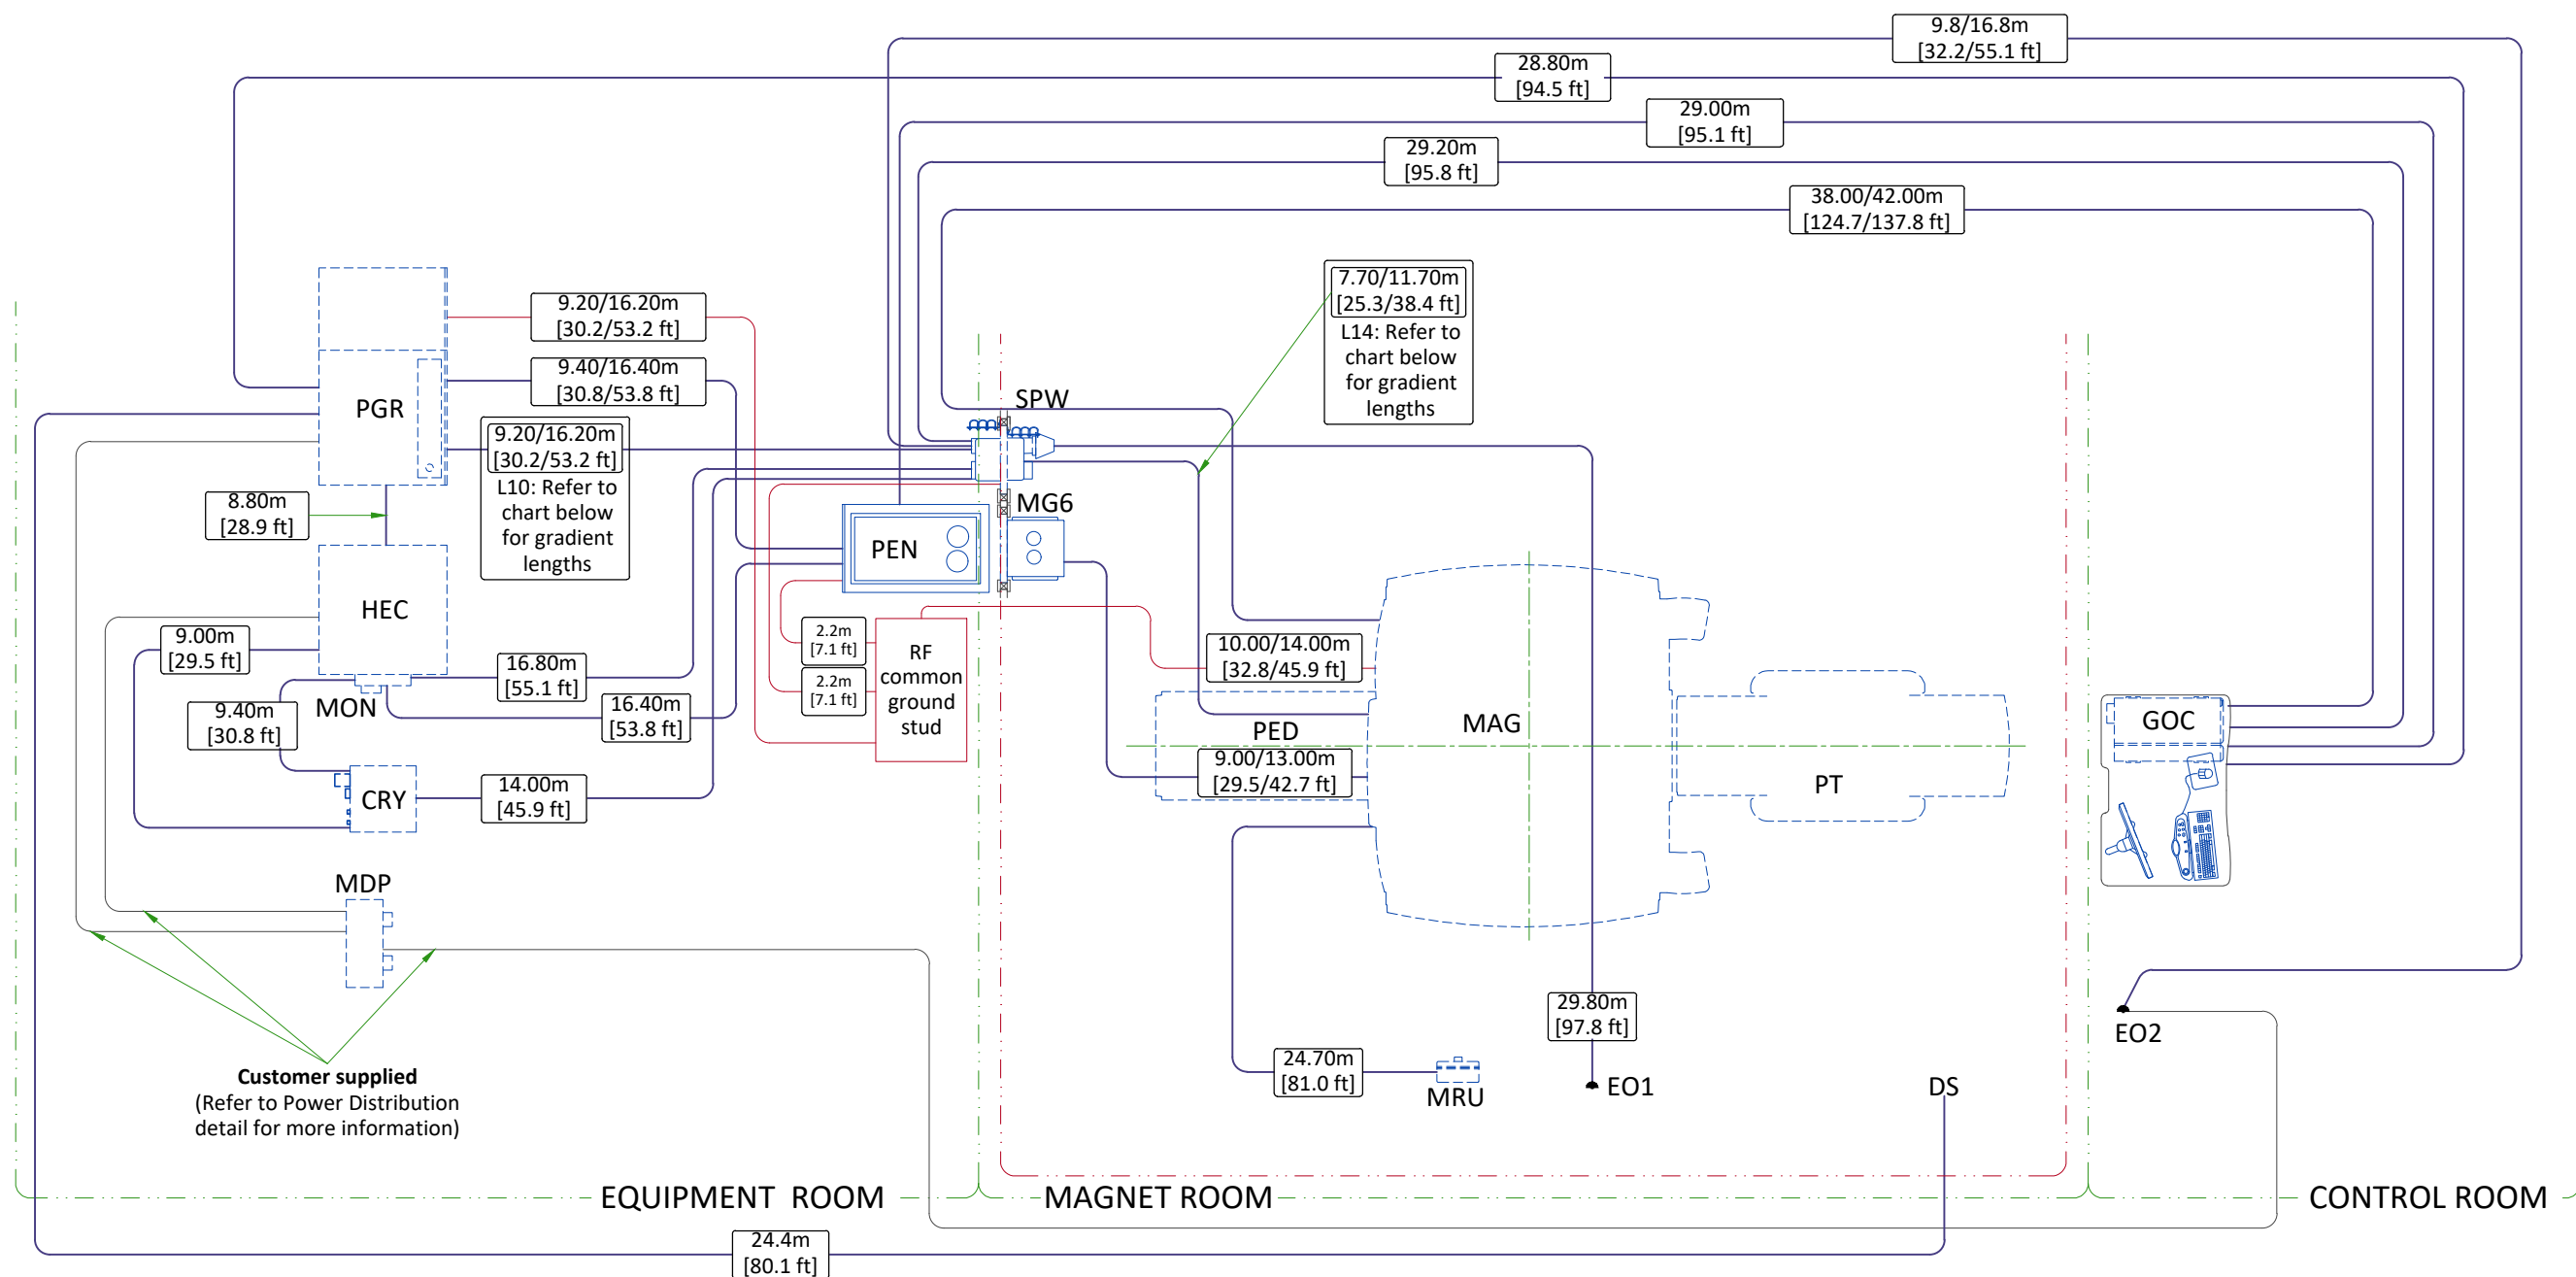 9.8/16.8m
[32.2/55.1 ft]
28.80m
[94.5 ft]
29.00m
[95.1 ft]
29.20m
[95.8 ft]
38.00/42.00m
[124.7/137.8 ft]
7.70/11.70m
[25.3/38.4 ft]
L14: Refer to
chart below
for gradient
lengths
9.20/16.20m
[30.2/53.2 ft]
9.40/16.40m
[30.8/53.8 ft]
PGR
SPW
9.20/16.20m
[30.2/53.2 ft]
L10: Refer to
chart below
for gradient
lengths
8.80m
[28.9 ft]
MG6
PEN
HEC
9.00m
[29.5 ft]
2.2m
[7.1 ft]
2.2m
[7.1 ft]
RF
common
ground
stud
10.00/14.00m
[32.8/45.9 ft]
16.80m
[55.1 ft]
MON
9.40m
[30.8 ft]
16.40m
[53.8 ft]
PED
MAG
GOC
9.00/13.00m
[29.5/42.7 ft]
PT
CRY
14.00m
[45.9 ft]
MDP
29.80m
[97.8 ft]
EO2
24.70m
[81.0 ft]
MRU
EO1
DS
Customer supplied
(Refer to Power Distribution
detail for more information)
EQUIPMENT ROOM
MAGNET ROOM
CONTROL ROOM
24.4m
[80.1 ft]